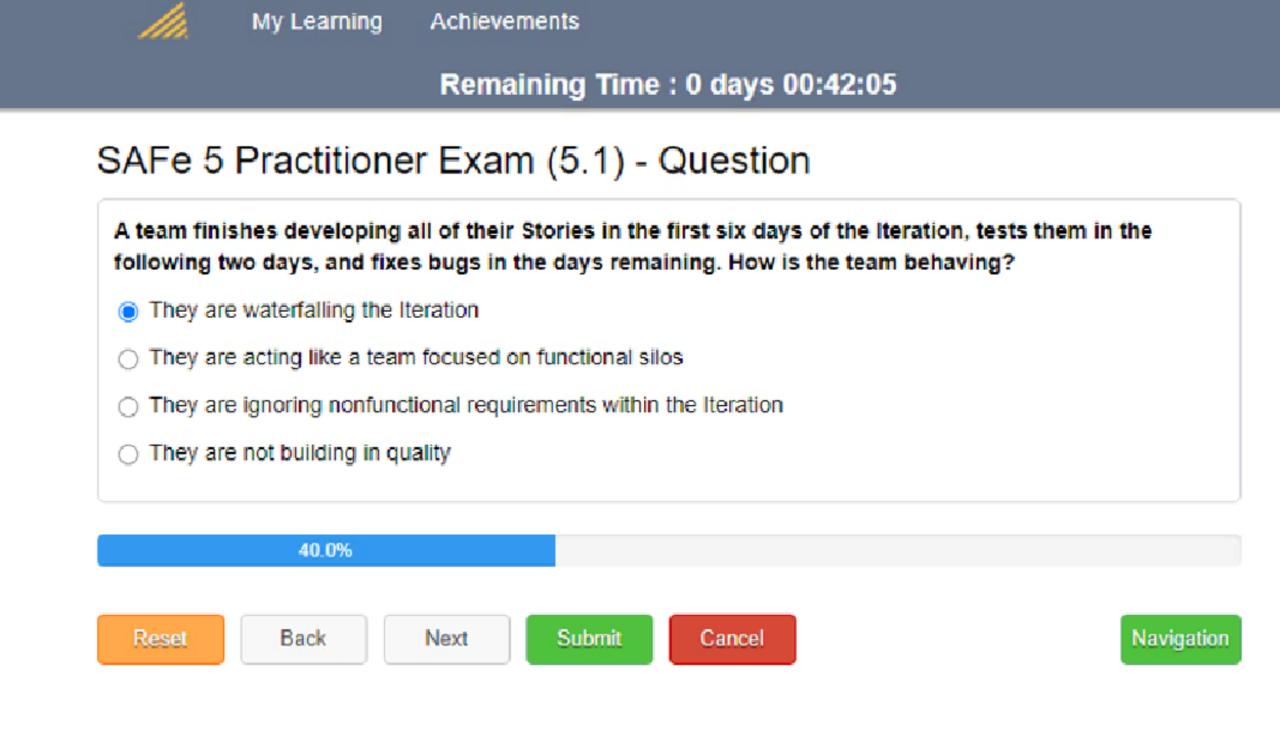 My Learning Achievements
Remaining Time : 0 days 00:42:05
SAFe 5 Practitioner Exam (5.1) - Question
A team finishes developing all of their Stories in the first six days of the Iteration, tests them in the
following two days, and fixes bugs in the days remaining. How is the team behaving?
They are waterfalling the Iteration
They are acting like a team focused on functional silos
They are ignoring nonfunctional requirements within the Iteration
They are not building in quality
40.0%
Reset Back Next Submit Cancel Navigation